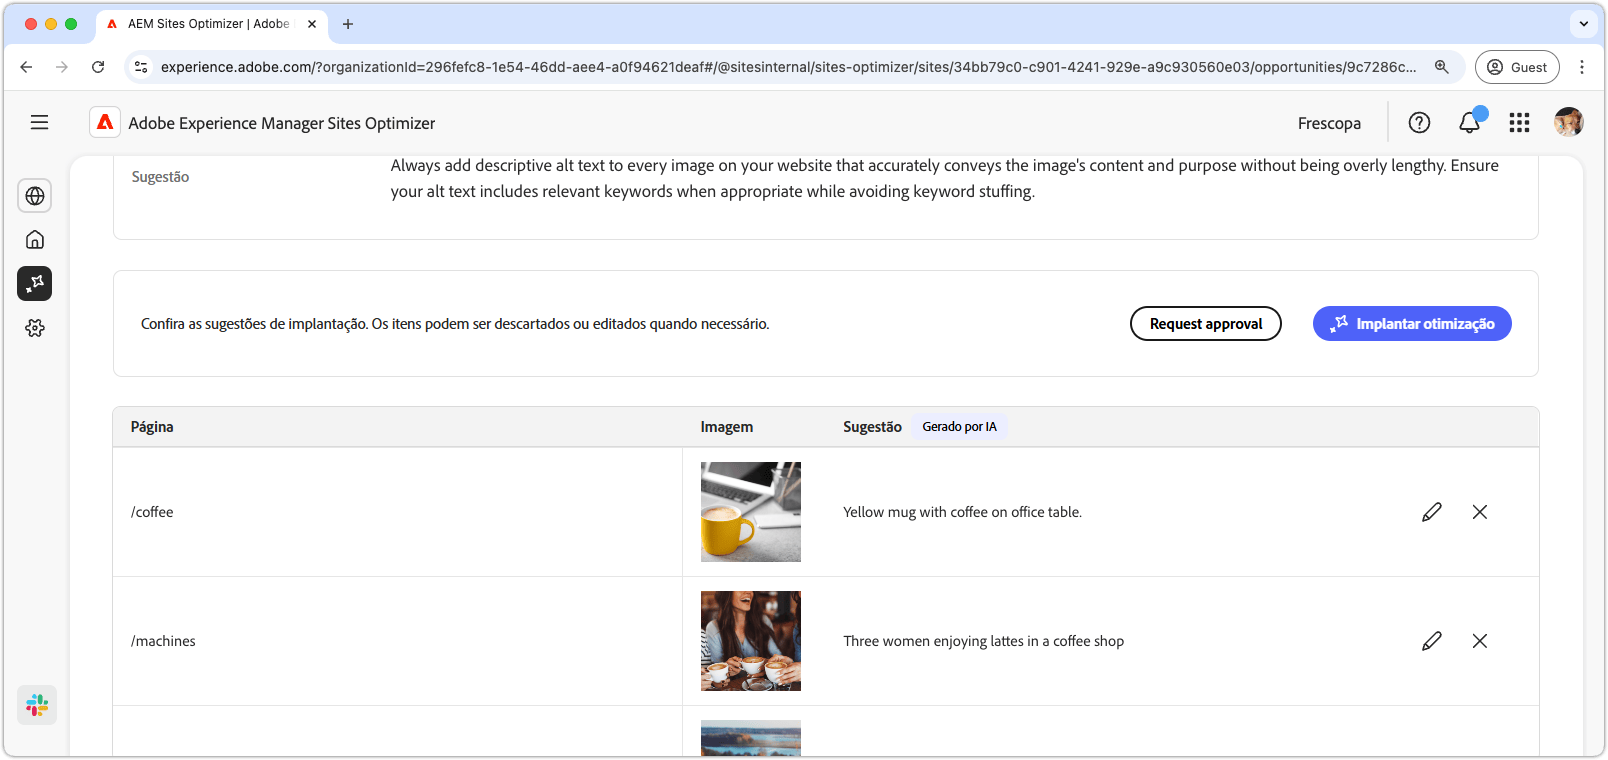 AEM Sites Optimizer | Adobe
experience.adobe.com/?organizationId=296fefc8-1e54-46dd-aee4-a0f94621deaf#/@sitesinternal/sites-optimizer/sites/34bb79c0-c901-4241-929e-a9c930560e03/opportunities/9c7286c...
Guest
Adobe Experience Manager Sites Optimizer
Frescopa
Sugestão
Always add descriptive alt text to every image on your website that accurately conveys the image's content and purpose without being overly lengthy. Ensure
your alt text includes relevant keywords when appropriate while avoiding keyword stuffing.
Confira as sugestões de implantação. Os itens podem ser descartados ou editados quando necessário.
Request approval
Implantar otimização
Página
Imagem
Sugestão
Gerado por IA
/coffee
Yellow mug with coffee on office table.
/machines
Three women enjoying lattes in a coffee shop